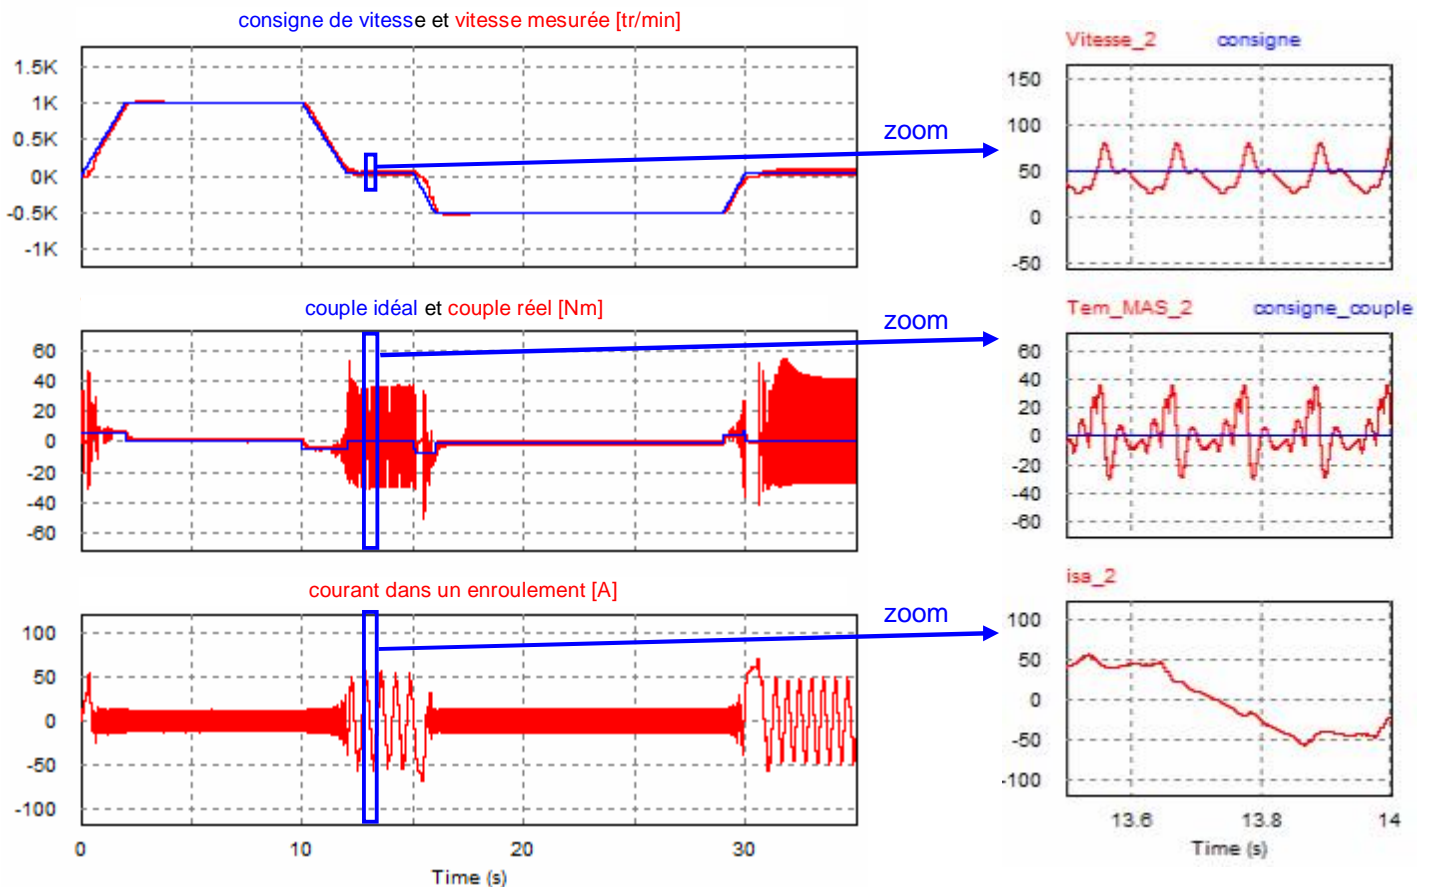 consigne de vitesse et vitesse mesurée [tr/min]
1.5K
1K
0.5K
0K
-0.5K
-1K
zoom
Vitesse_2 consigne
150
100
50
0
-50
couple idéal et couple réel [Nm]
60
40
20
0
-20
-40
-60
zoom
Tem_MAS_2 consigne_couple
60
40
20
0
-20
-40
-60
courant dans un enroulement [A]
100
50
0
-50
-100
0 10 20 30
Time (s)
zoom
isa_2
100
50
0
-50
-100
13.6 13.8 14
Time (s)